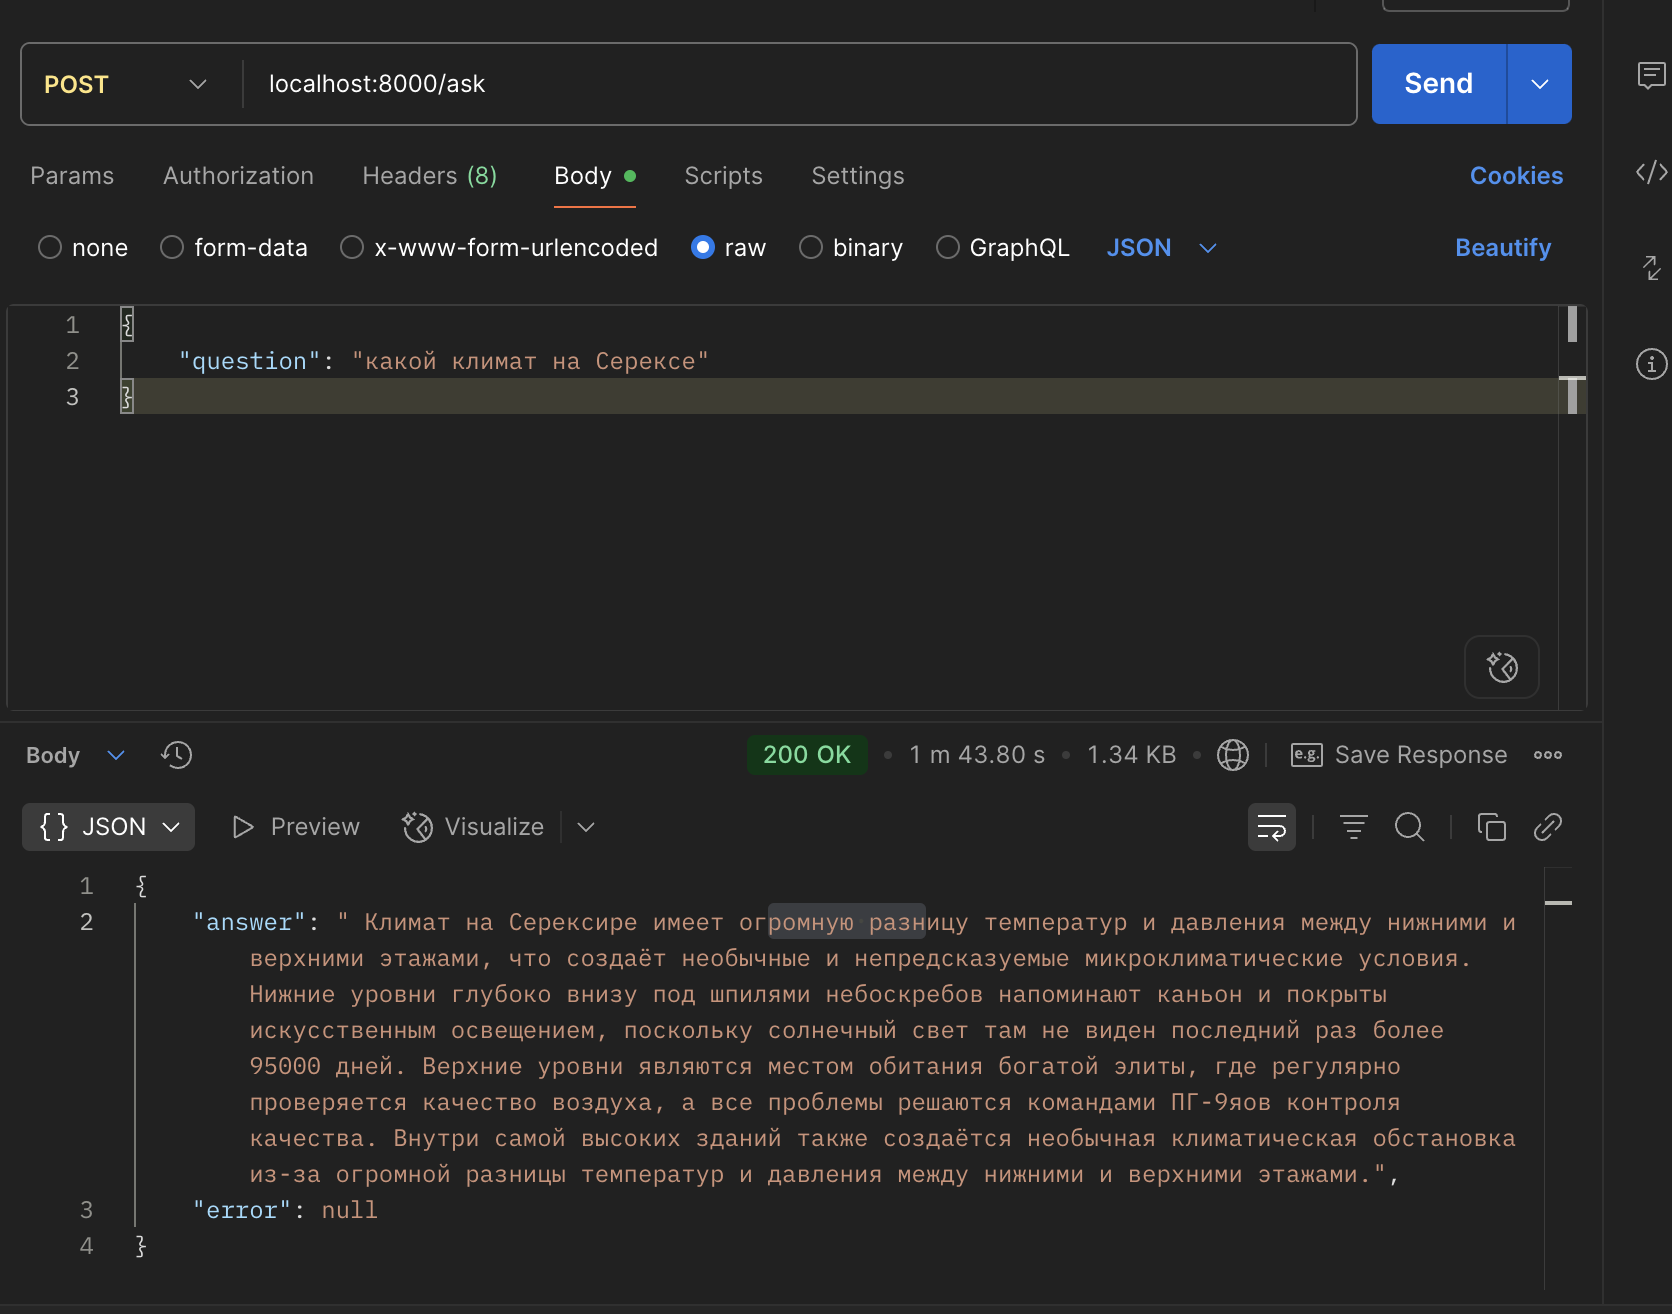 POST
localhost:8000/ask
Send
Params Authorization Headers (8) Body Scripts Settings Cookies
none form-data x-www-form-urlencoded raw binary GraphQL JSON Beautify
1 {
2 "question": "какой климат на Серексе"
3 }
Body 200 OK • 1 m 43.80 s • 1.34 KB • e.g. Save Response
{} JSON Preview Visualize
1 {
2 "answer": " Климат на Серексире имеет огромную разницу температур и давления между нижними и
верхними этажами, что создаёт необычные и непредсказуемые микроклиматические условия.
Нижние уровни глубоко внизу под шпилями небоскребов напоминают каньон и покрыты
искусственным освещением, поскольку солнечный свет там не виден последний раз более
95000 дней. Верхние уровни являются местом обитания богатой элиты, где регулярно
проверяется качество воздуха, а все проблемы решаются командами ПГ-9яов контроля
качества. Внутри самой высоких зданий также создаётся необычная климатическая обстановка
из-за огромной разницы температур и давления между нижними и верхними этажами.",
3 "error": null
4 }